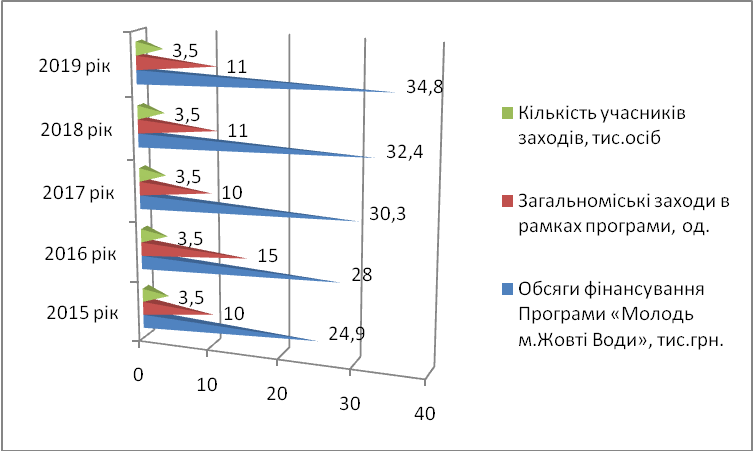 2019 рік
3,5
11
34,8
2018 рік
3,5
11
32,4
2017 рік
3,5
10
30,3
2016 рік
3,5
15
28
2015 рік
3,5
10
24,9
0
10
20
30
40
Кількість учасників
заходів, тис.осіб
Загальноміські заходи в
рамках програми, од.
Обсяги фінансування
Програми «Молодь
м.Жовті Води», тис.грн.